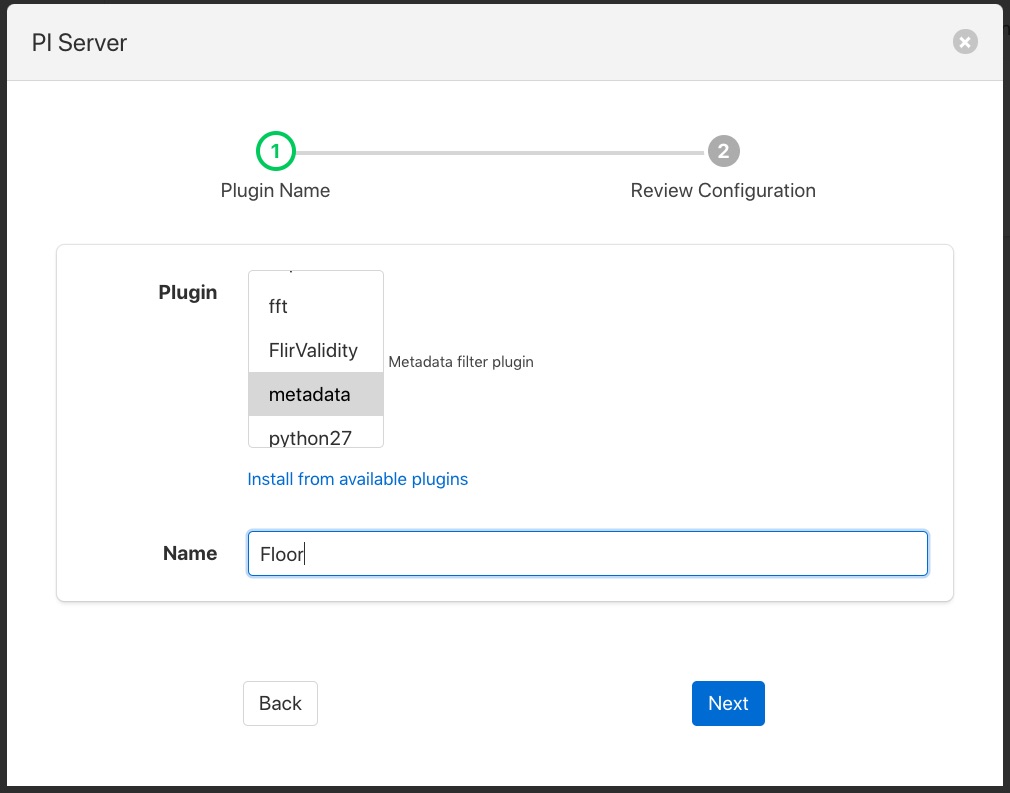 PI Server
1
2
Plugin Name
Review Configuration
Plugin
fft
FlirValidity
metadata
python27
Metadata filter plugin
Install from available plugins
Name
Floor
Back
Next